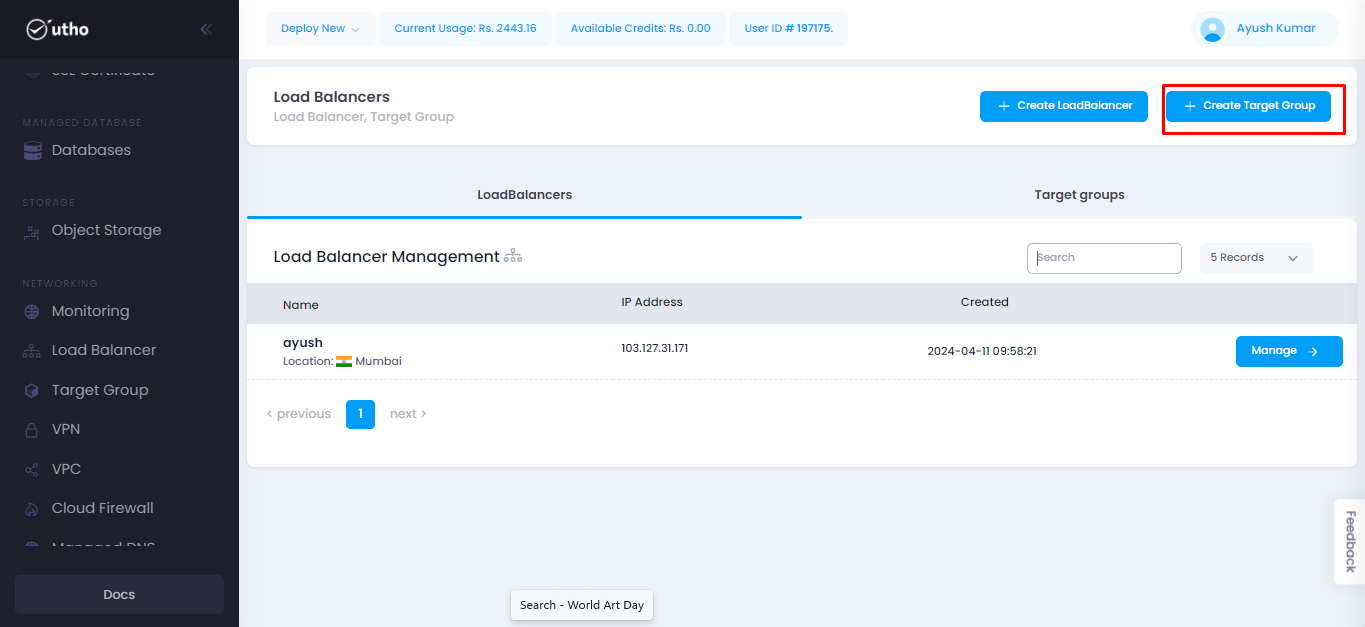 utho
Deploy New
Current Usage: Rs. 2443.16
Available Credits: Rs. 0.00
User ID # 197175.
Ayush Kumar
SSL Certificate
MANAGED DATABASE
Databases
STORAGE
Object Storage
NETWORKING
Monitoring
Load Balancer
Target Group
VPN
VPC
Cloud Firewall
Managed DNS
Docs
Load Balancers
Load Balancer, Target Group
+ Create LoadBalancer
+ Create Target Group
LoadBalancers
Target groups
Load Balancer Management
Search
5 Records
Name
IP Address
Created
ayush
Location: Mumbai
103.127.31.171
2024-04-11 09:58:21
Manage →
< previous
1
next >
Feedback
Search - World Art Day